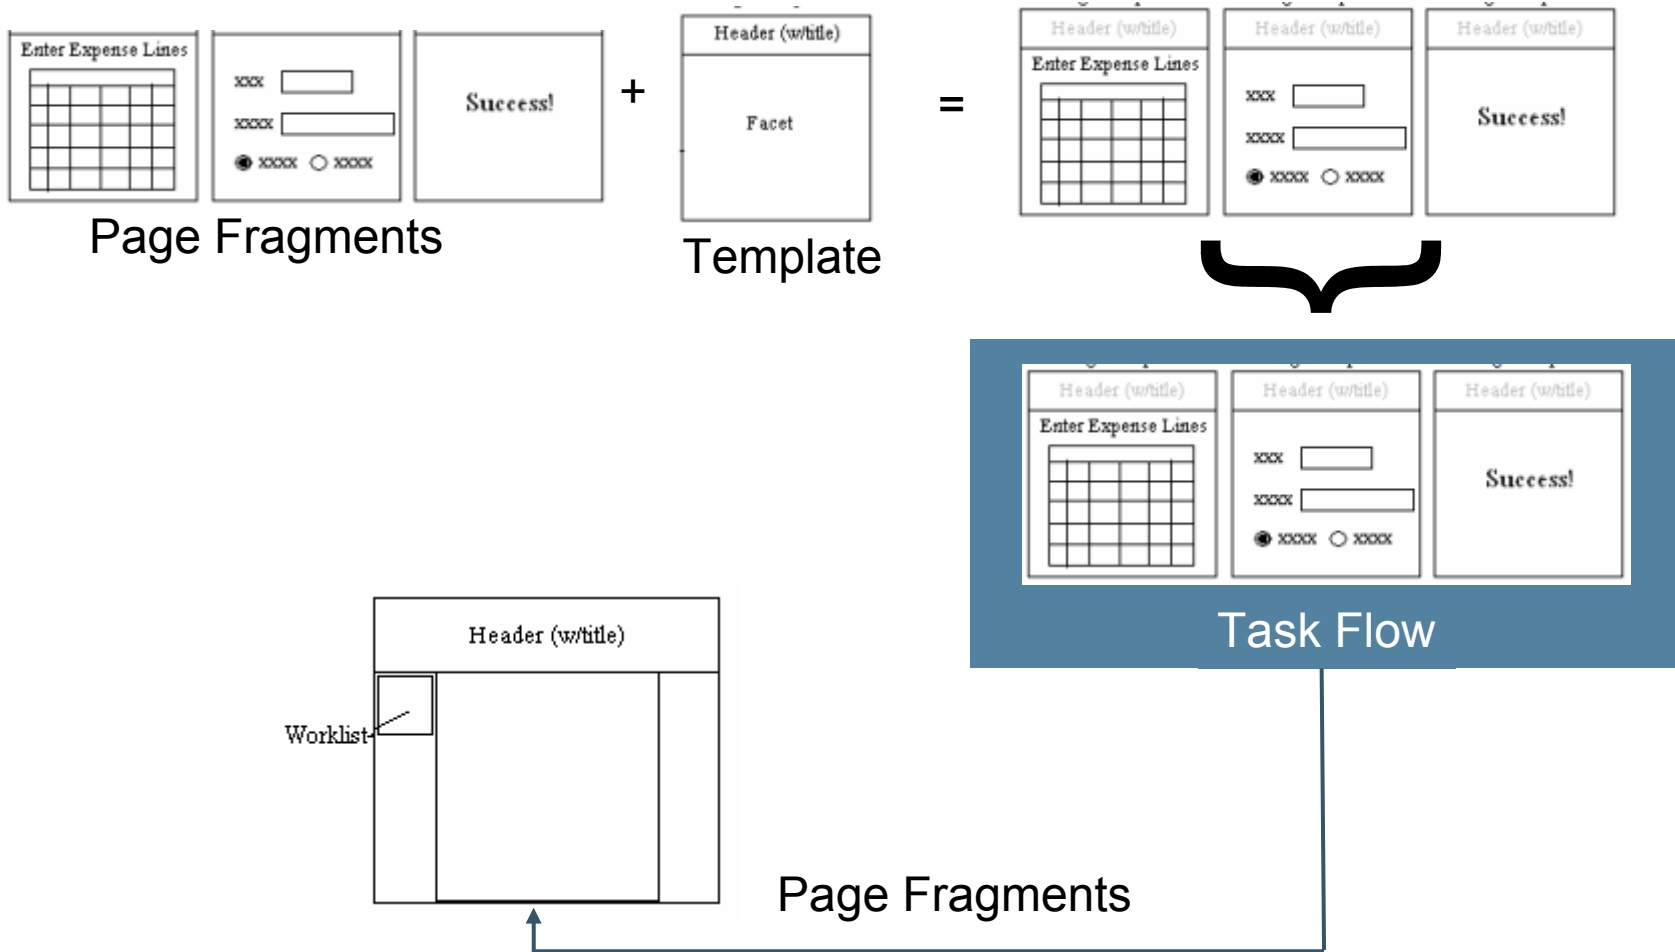 Enter Expense Lines
xxx
xxxx
xxxx xxxx
Success!
Page Fragments
+
Header (w/title)
Facet
Template
=
Header (w/title)
Enter Expense Lines
Header (w/title)
xxx
xxxx
xxxx xxxx
Header (w/title)
Success!
Header (w/title)
Enter Expense Lines
Header (w/title)
xxx
xxxx
xxxx xxxx
Header (w/title)
Success!
Task Flow
Header (w/title)
Worklist
Page Fragments